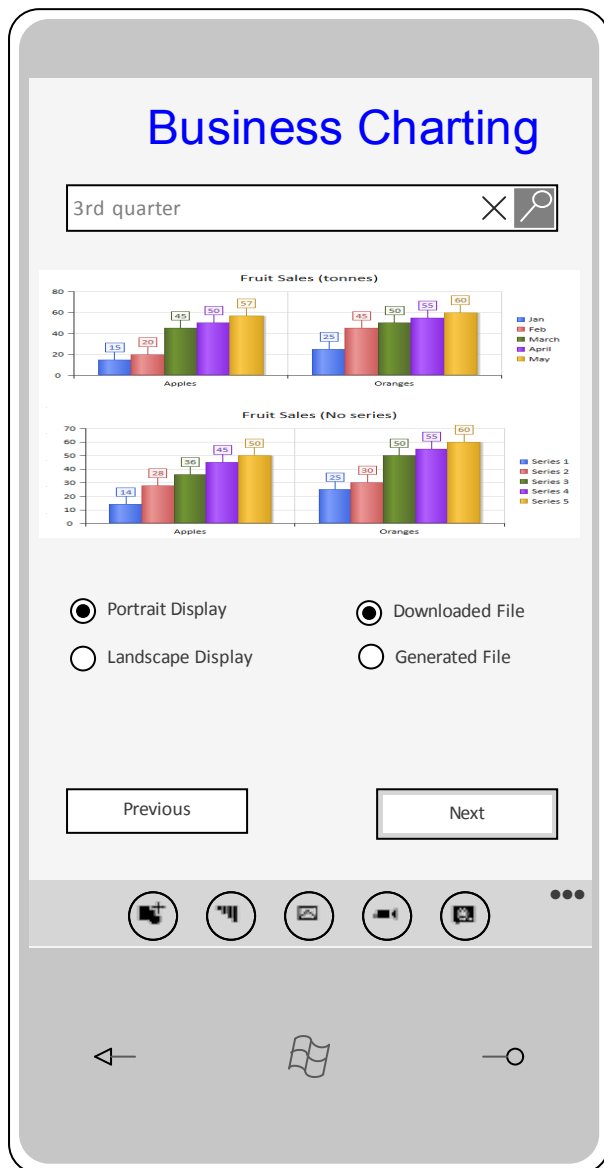 Business Charting
3rd quarter
Fruit Sales (tonnes)
80
60
40
20
0
15
20
45
50
57
25
45
50
55
60
Apples
Oranges
Jan
Feb
March
April
May
Fruit Sales (No series)
70
60
50
40
30
20
10
0
14
28
36
45
50
25
30
50
55
60
Apples
Oranges
Series 1
Series 2
Series 3
Series 4
Series 5
Portrait Display
Downloaded File
Landscape Display
Generated File
Previous
Next